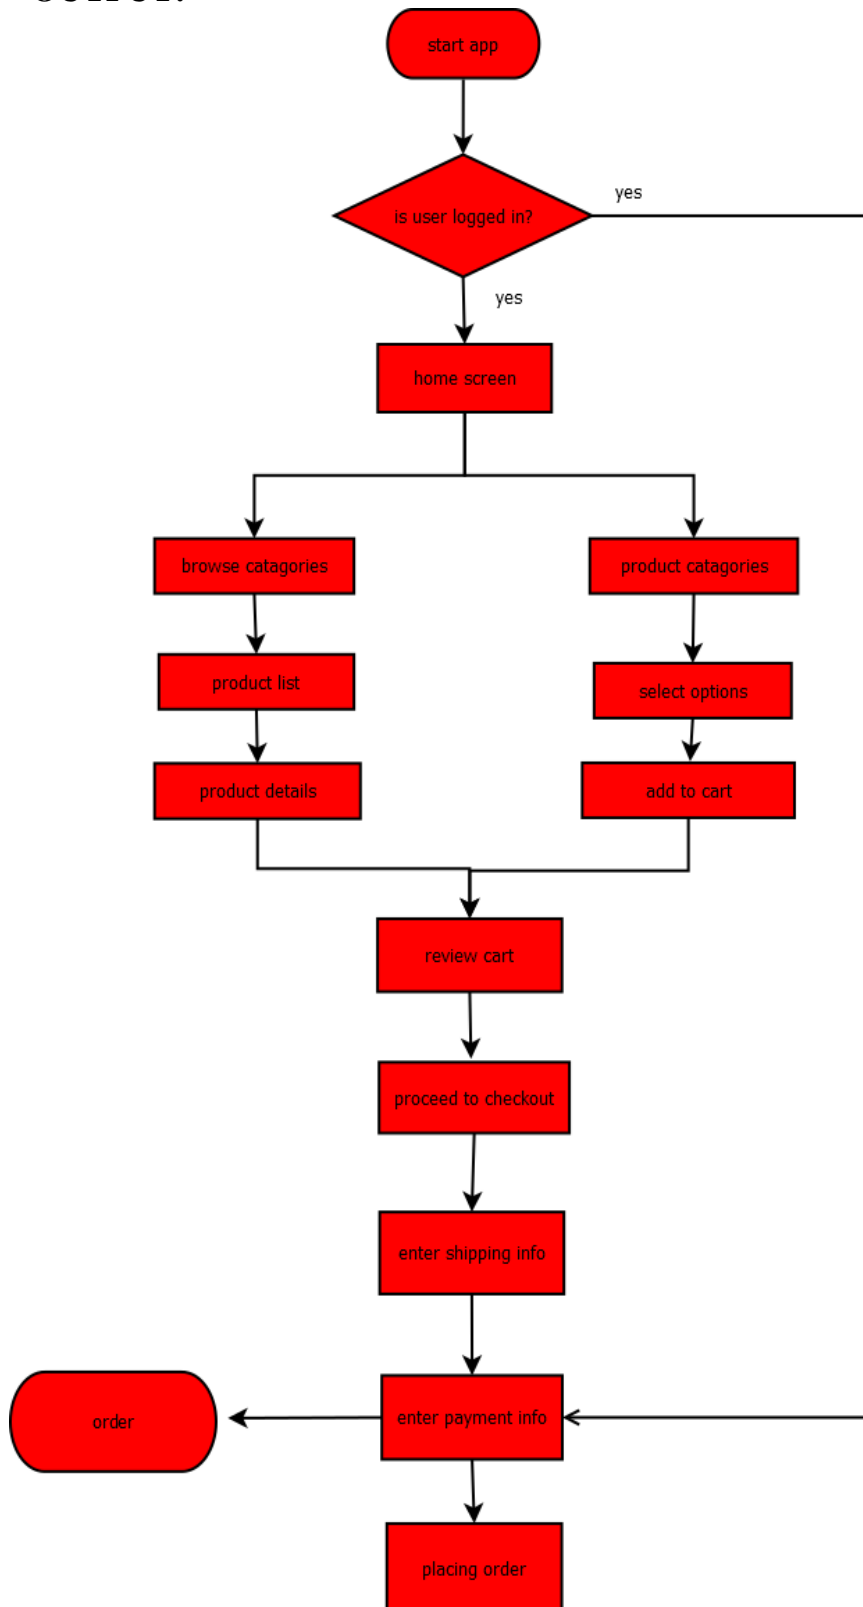 start app
is user logged in?
yes
yes
home screen
browse catagories
product catagories
product list
select options
product details
add to cart
review cart
proceed to checkout
enter shipping info
enter payment info
order
placing order